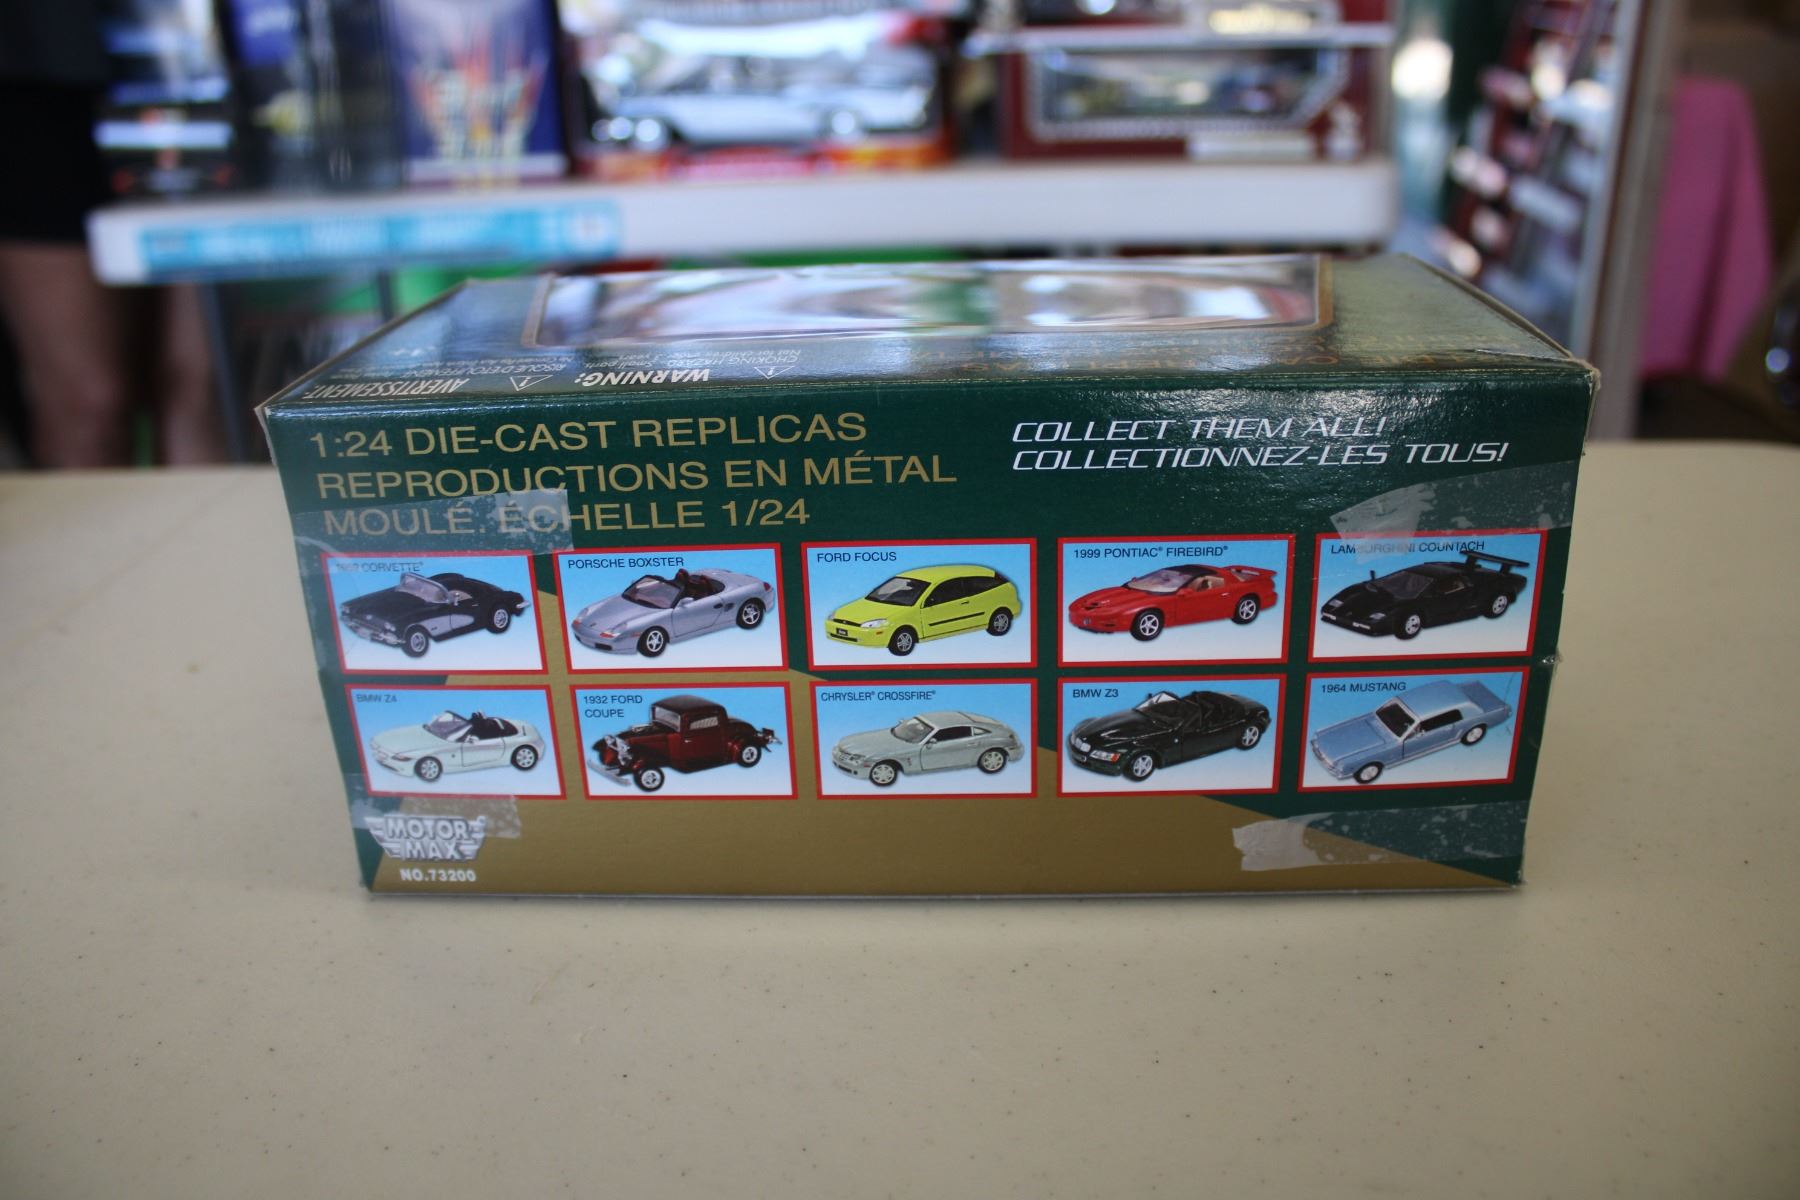 AVERTISSEMENT:
WARNING:
CHOKING HAZARD
1:24 DIE-CAST REPLICAS
REPRODUCTIONS EN MÉTAL
MOULÉ. ÉCHELLE 1/24
COLLECT THEM ALL!
COLLECTIONNEZ-LES TOUS!
CORVETTE®
PORSCHE BOXSTER
FORD FOCUS
1999 PONTIAC® FIREBIRD®
LAMBORGHINI COUNTACH
BMW Z4
1932 FORD
COUPE
CHRYSLER® CROSSFIRE®
BMW Z3
1964 MUSTANG
MOTOR
MAX
NO.73200